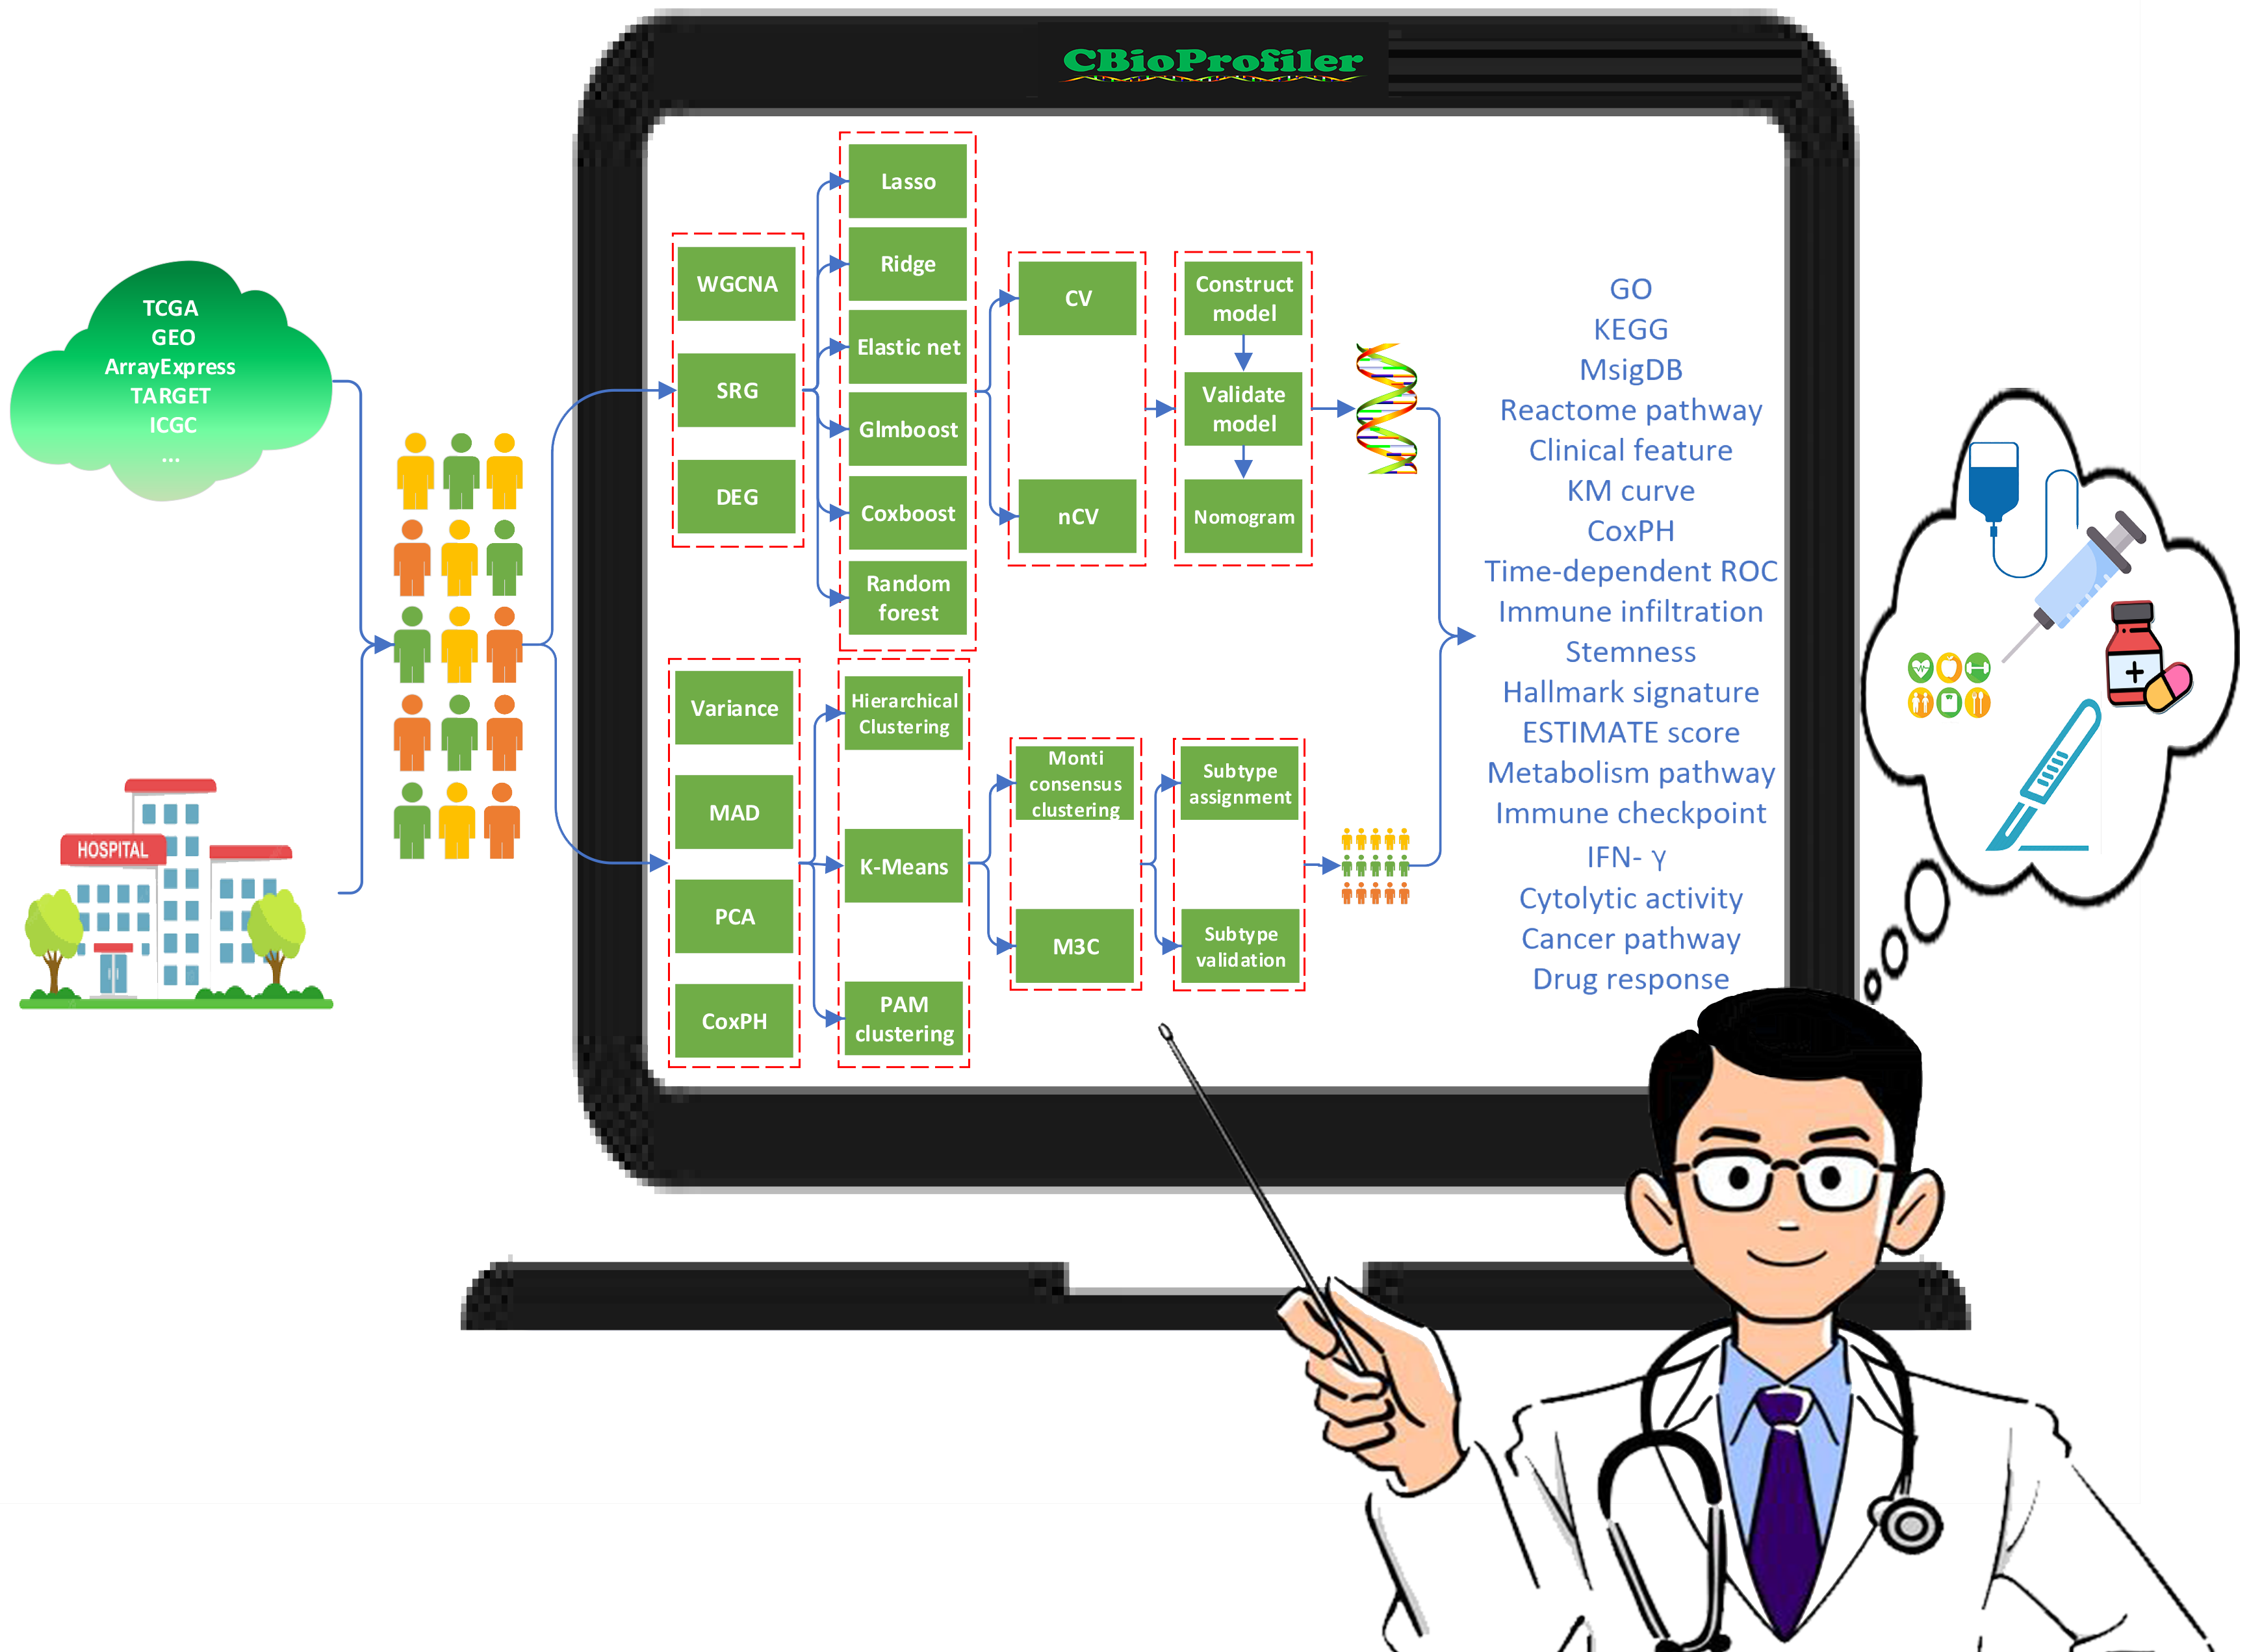 CBioProfiler
TCGA
GEO
ArrayExpress
TARGET
ICGC
...
HOSPITAL
WGCNA
SRG
DEG
Lasso
Ridge
Elastic net
Glmboost
Coxboost
Random
forest
CV
nCV
Construct
model
Validate
model
Nomogram
Variance
MAD
PCA
CoxPH
Hierarchical
Clustering
K-Means
PAM
clustering
Monti
consensus
clustering
M3C
Subtype
assignment
Subtype
validation
GO
KEGG
MsigDB
Reactome pathway
Clinical feature
KM curve
CoxPH
Time-dependent ROC
Immune infiltration
Stemness
Hallmark signature
ESTIMATE score
Metabolism pathway
Immune checkpoint
IFN- γ
Cytolytic activity
Cancer pathway
Drug response